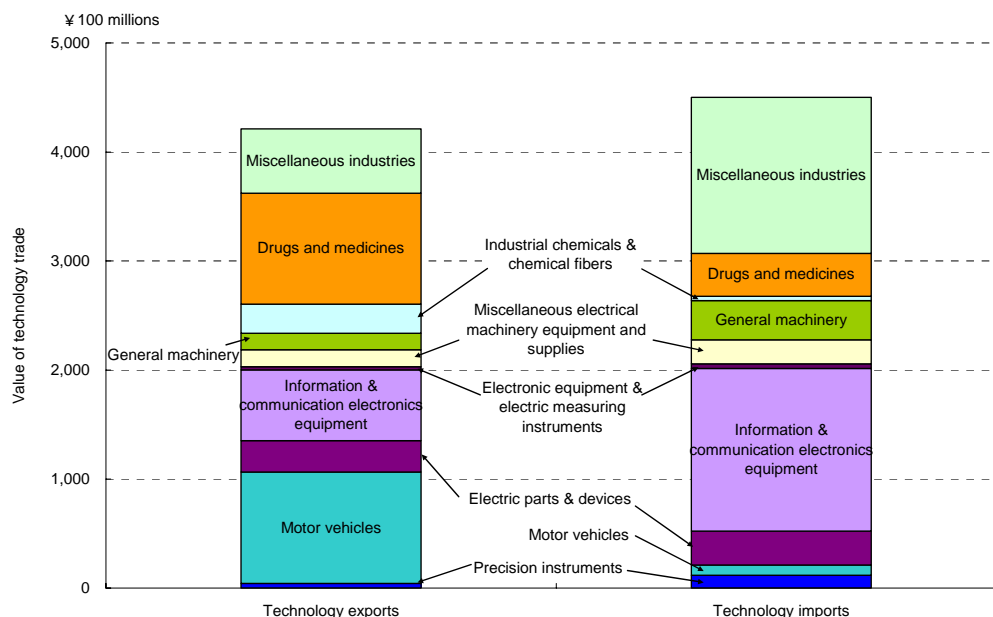 ¥ 100 millions
5,000
4,000
3,000
2,000
1,000
0
Value of technology trade
Miscellaneous industries
Drugs and medicines
General machinery
Information &
communication electronics
equipment
Motor vehicles
Industrial chemicals &
chemical fibers
Miscellaneous electrical
machinery equipment and
supplies
Electronic equipment &
electric measuring
instruments
Electric parts & devices
Motor vehicles
Precision instruments
Miscellaneous industries
Drugs and medicines
General machinery
Information &
communication electronics
equipment
Technology exports
Technology imports